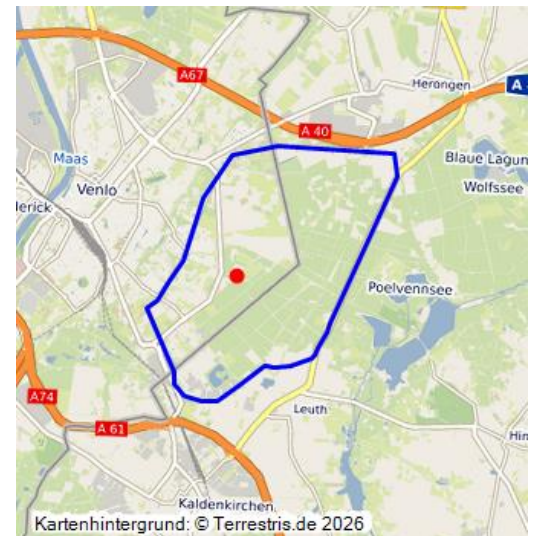 A67
Herongen
A
A 40
Maas
Blaue Lagun
Venlo
Wolfssee
lerick
Poelvennsee
A74
Leuth
A 61
Hin
Kaldenkirchen
Kartenhintergrund: © Terrestris.de 2026